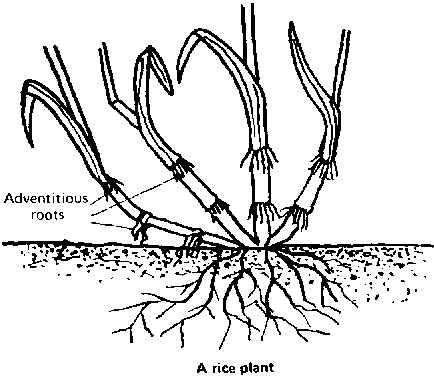 Adventitious
roots
A rice plant